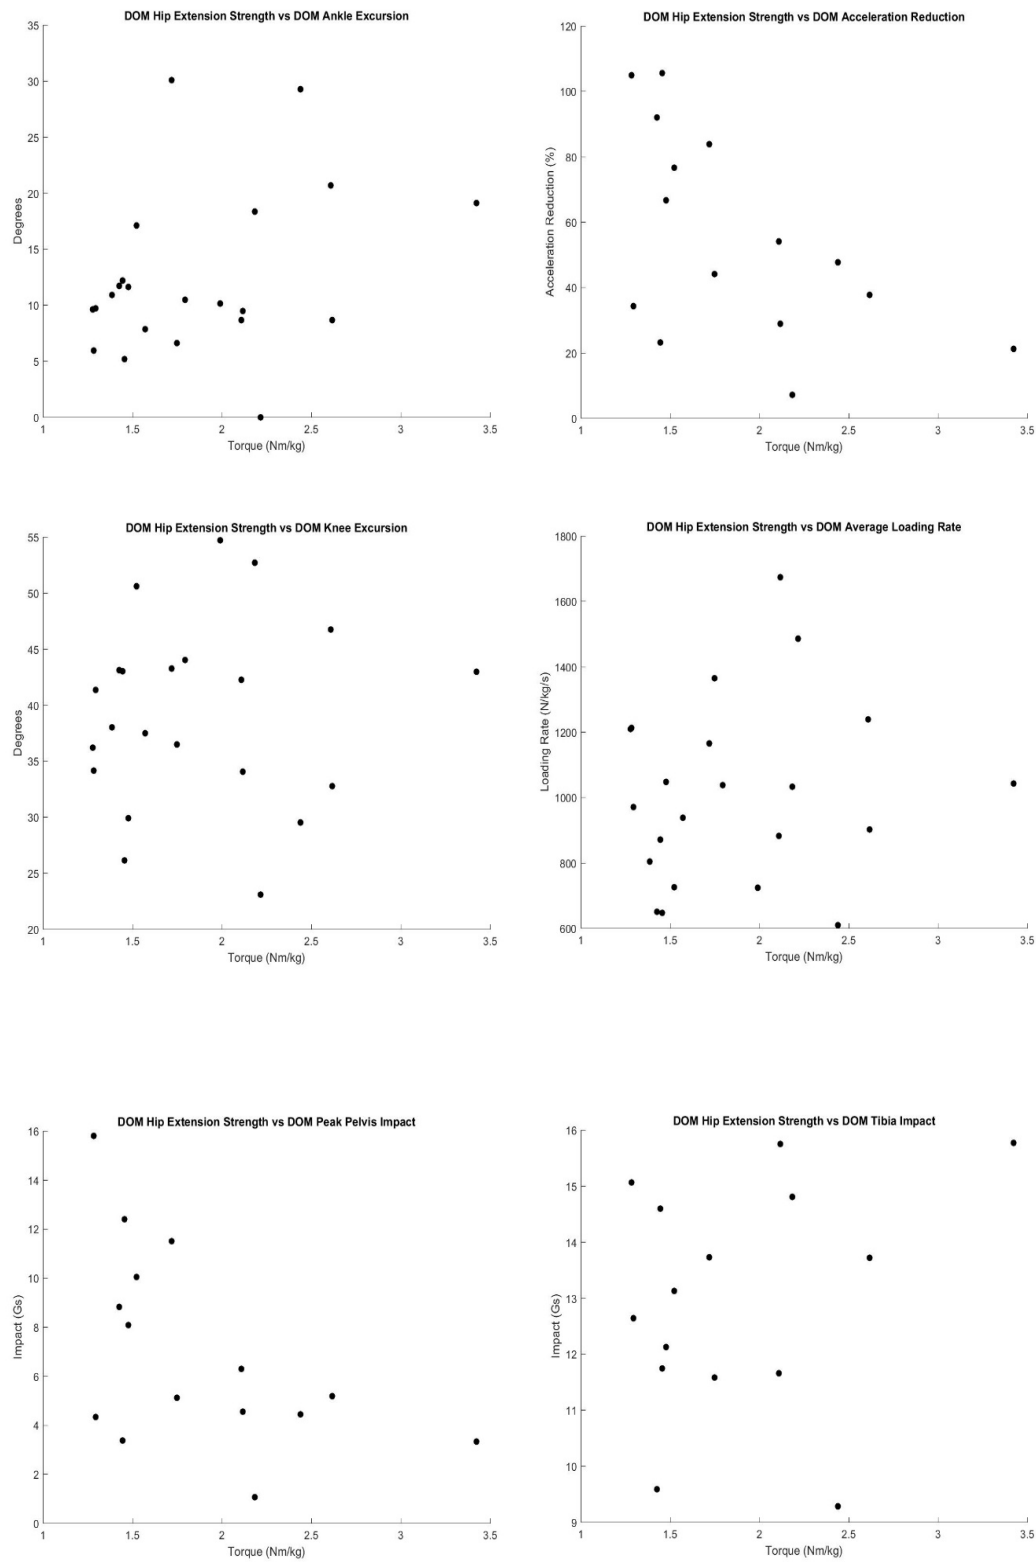 DOM Hip Extension Strength vs DOM Ankle Excursion
35
30
25
20
15
10
5
0
Degrees
1 1.5 2 2.5 3 3.5
Torque (Nm/kg)
DOM Hip Extension Strength vs DOM Acceleration Reduction
120
100
80
60
40
20
0
Acceleration Reduction (%)
1 1.5 2 2.5 3 3.5
Torque (Nm/kg)
DOM Hip Extension Strength vs DOM Knee Excursion
55
50
45
40
35
30
25
20
Degrees
1 1.5 2 2.5 3 3.5
Torque (Nm/kg)
DOM Hip Extension Strength vs DOM Average Loading Rate
1800
1600
1400
1200
1000
800
600
Loading Rate (N/kg/s)
1 1.5 2 2.5 3 3.5
Torque (Nm/kg)
DOM Hip Extension Strength vs DOM Peak Pelvis Impact
16
14
12
10
8
6
4
2
0
Impact (Gs)
1 1.5 2 2.5 3 3.5
Torque (Nm/kg)
DOM Hip Extension Strength vs DOM Tibia Impact
16
15
14
13
12
11
10
9
Impact (Gs)
1 1.5 2 2.5 3 3.5
Torque (Nm/kg)